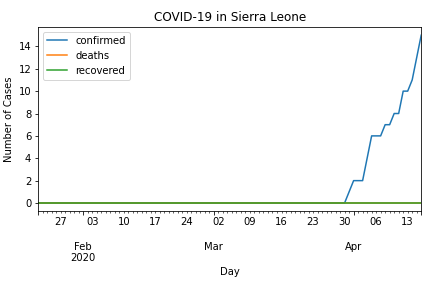 COVID-19 in Sierra Leone
confirmed
deaths
recovered
Number of Cases
14
12
10
8
6
4
2
0
27 03 10 17 24 02 09 16 23 30 06 13
Feb Mar Apr
2020
Day